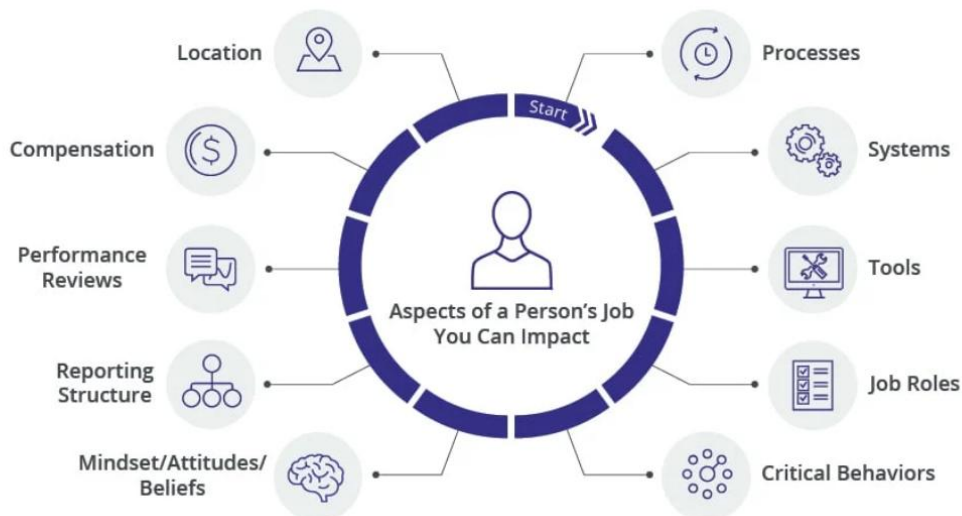 Start
Processes
Systems
Tools
Job Roles
Critical Behaviors
Mindset/Attitudes/
Beliefs
Reporting
Structure
Performance
Reviews
Compensation
$
Location
Aspects of a Person's Job
You Can Impact